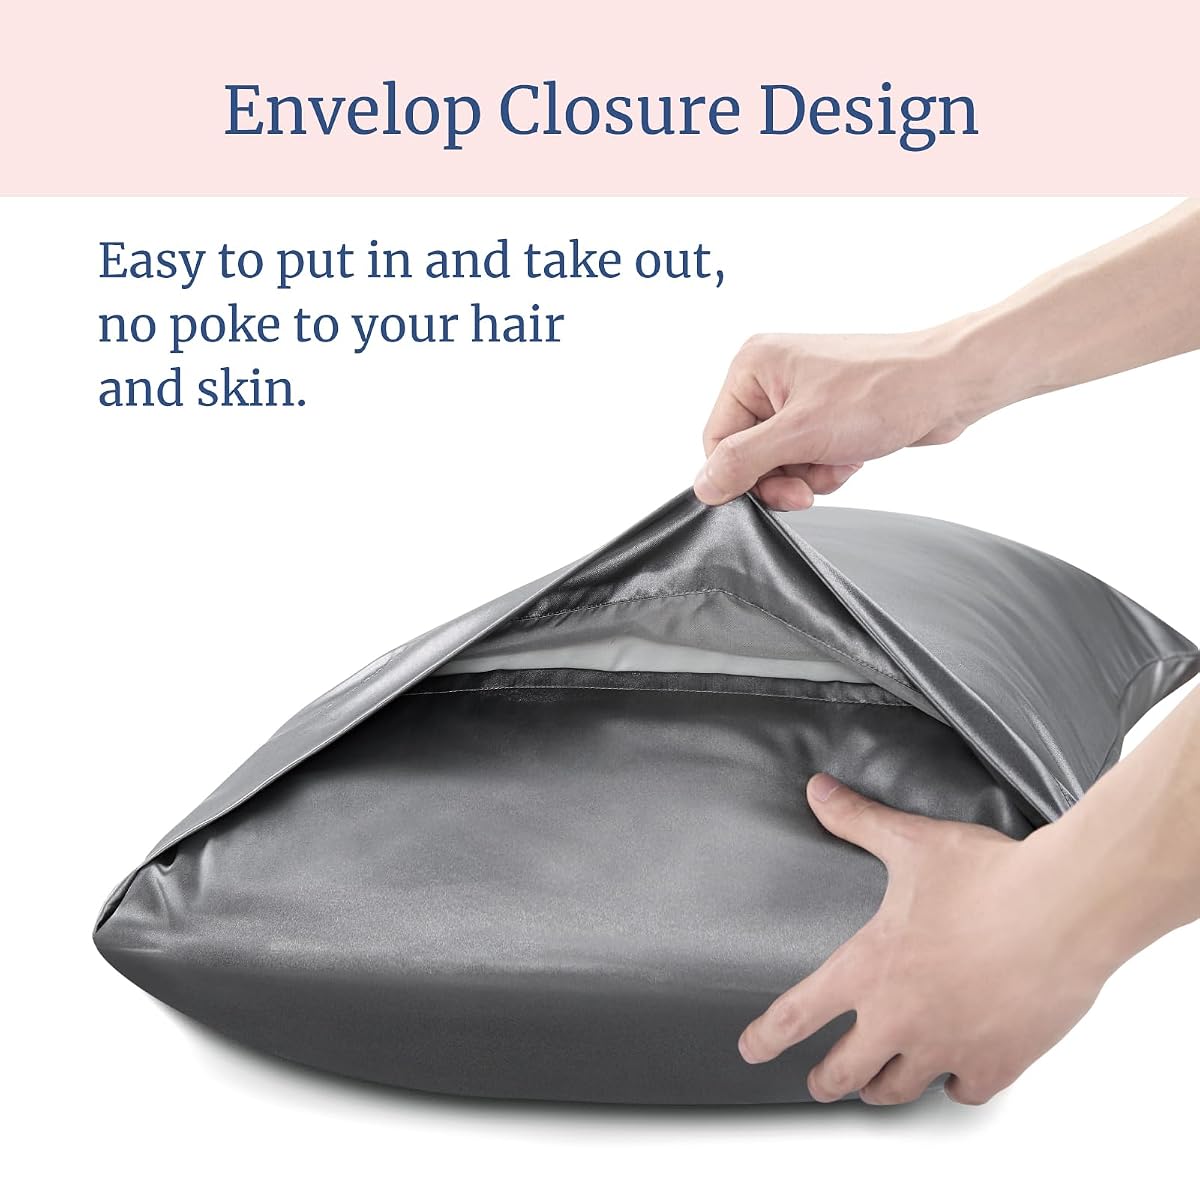 Envelop Closure Design
Easy to put in and take out,
no poke to your hair
and skin.